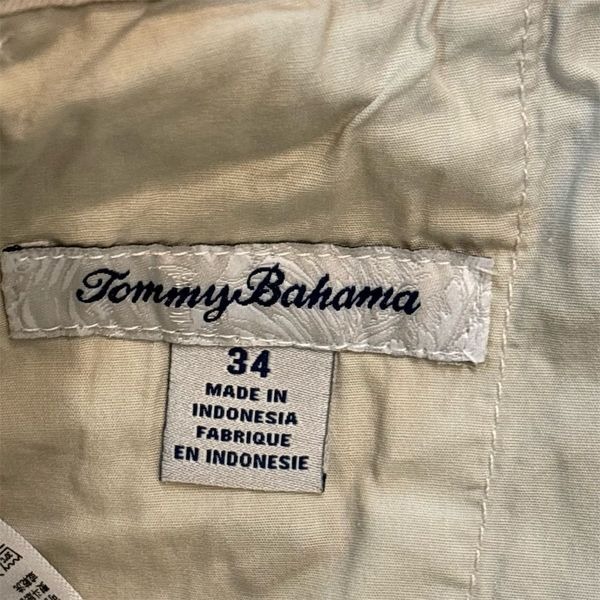 Tommy Bahama
34
MADE IN
INDONESIA
FABRIQUE
EN INDONESIE